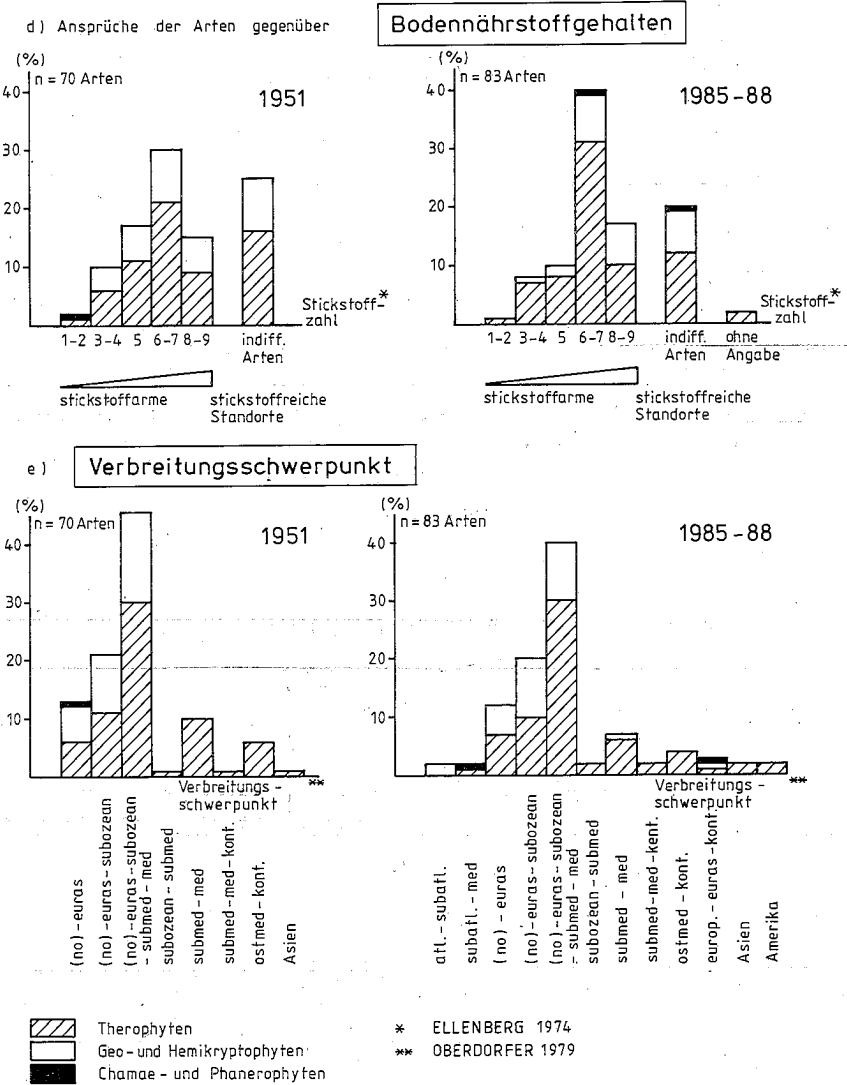 d) Ansprüche der Arten gegenüber
Bodennährstoffgehalten
(%)
n = 70 Arten
1951
40
30
20
10
Stickstoff-*
zahl
1-2 3-4 5 6-7 8-9 indiff.
Arten
stickstoffarme stickstoffreiche
Standorte
(%)
n = 83 Arten
1985-88
40
30
20
10
Stickstoff-*
zahl
1-2 3-4 5 6-7 8-9 indiff. ohne
Arten Angabe
stickstoffarme stickstoffreiche
Standorte
e) Verbreitungsschwerpunkt
(%)
n = 70 Arten
1951
40
30
20
10
Verbreitungs- **
schwerpunkt
(no)-euras
(no)-euras-subozean
(no)-euras-subozean
-submed-med
subozean-submed
submed-med
submed-med-kont.
ostmed-kont.
Asien
(%)
n = 83 Arten
1985-88
40
30
20
10
Verbreitungs-
schwerpunkt **
atl.-subatl.
subatl.-med
(no)-euras
(no)-euras-subozean
(no)-euras-subozean
-submed-med
subozean-submed
submed-med
submed-med-kent.
ostmed-kont.
europ.-euras-kont.
Asien
Amerika
Therophyten
Geo- und Hemikryptophyten
Chamae- und Phanerophyten
* ELLENBERG 1974
** OBERDORFER 1979